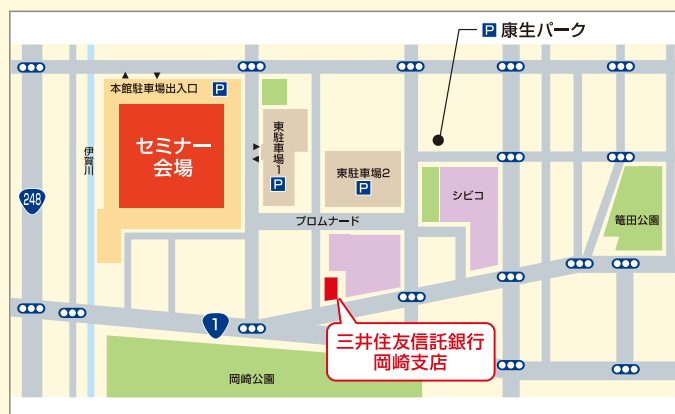 P 康生パーク
本館駐車場出入口 P
セミナー
会場
東駐車場1
P
東駐車場2
P
シビコ
伊賀川
248
プロムナード
篭田公園
1
三井住友信託銀行
岡崎支店
岡崎公園